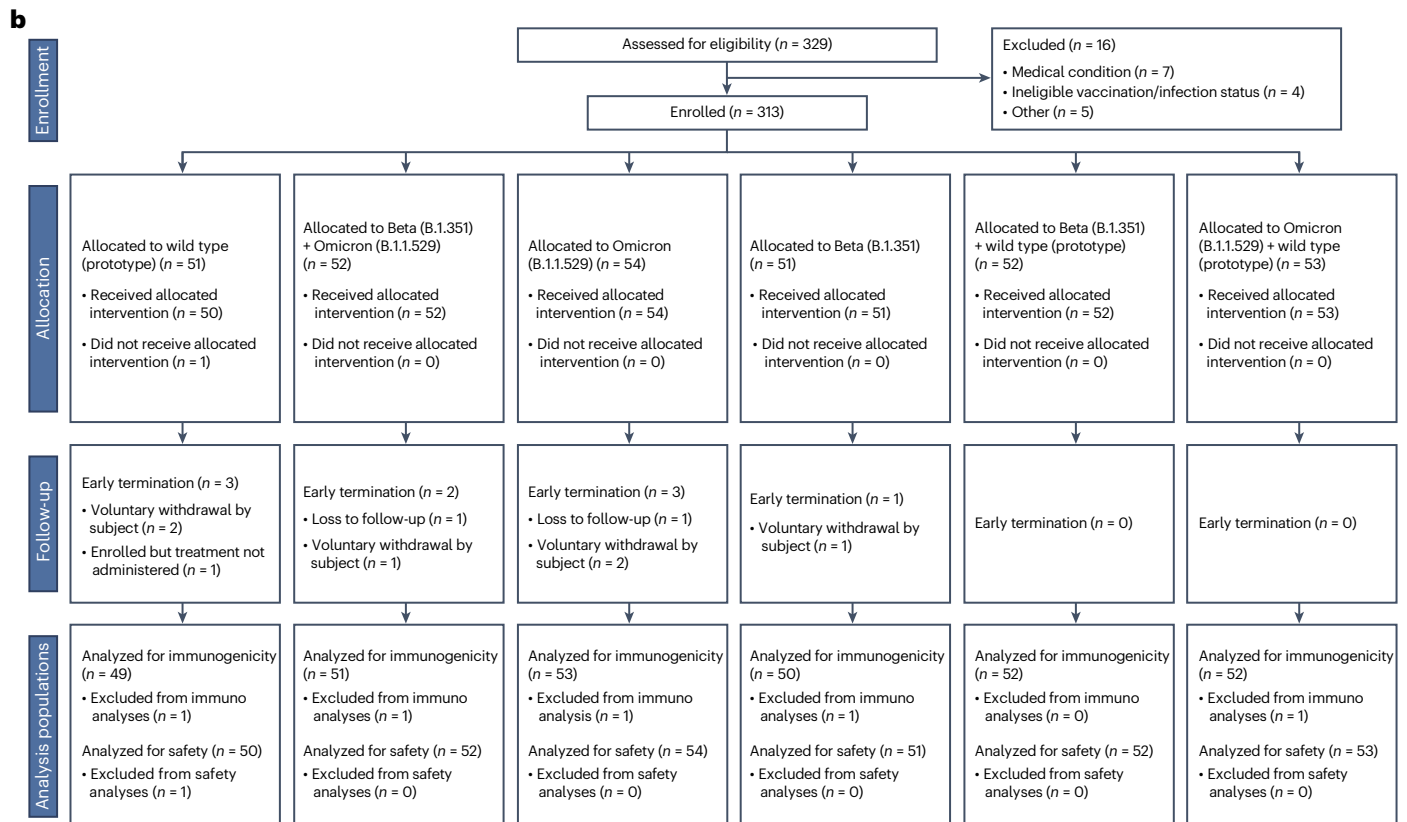 b
Enrollment
Assessed for eligibility (n = 329)
Excluded (n = 16)
• Medical condition (n = 7)
• Ineligible vaccination/infection status (n = 4)
• Other (n = 5)
Enrolled (n = 313)
Allocation
Allocated to wild type
(prototype) (n = 51)
• Received allocated
intervention (n = 50)
• Did not receive allocated
intervention (n = 1)
Allocated to Beta (B.1.351)
+ Omicron (B.1.1.529)
(n = 52)
• Received allocated
intervention (n = 52)
• Did not receive allocated
intervention (n = 0)
Allocated to Omicron
(B.1.1.529) (n = 54)
• Received allocated
intervention (n = 54)
• Did not receive allocated
intervention (n = 0)
Allocated to Beta (B.1.351)
(n = 51)
• Received allocated
intervention (n = 51)
• Did not receive allocated
intervention (n = 0)
Allocated to Beta (B.1.351)
+ wild type (prototype)
(n = 52)
• Received allocated
intervention (n = 52)
• Did not receive allocated
intervention (n = 0)
Allocated to Omicron
(B.1.1.529) + wild type
(prototype) (n = 53)
• Received allocated
intervention (n = 53)
• Did not receive allocated
intervention (n = 0)
Follow-up
Early termination (n = 3)
• Voluntary withdrawal by
subject (n = 2)
• Enrolled but treatment not
administered (n = 1)
Early termination (n = 2)
• Loss to follow-up (n = 1)
• Voluntary withdrawal by
subject (n = 1)
Early termination (n = 3)
• Loss to follow-up (n = 1)
• Voluntary withdrawal by
subject (n = 2)
Early termination (n = 1)
• Voluntary withdrawal by
subject (n = 1)
Early termination (n = 0)
Early termination (n = 0)
Analysis populations
Analyzed for immunogenicity
(n = 49)
• Excluded from immuno
analyses (n = 1)
Analyzed for safety (n = 50)
• Excluded from safety
analyses (n = 1)
Analyzed for immunogenicity
(n = 51)
• Excluded from immuno
analyses (n = 1)
Analyzed for safety (n = 52)
• Excluded from safety
analyses (n = 0)
Analyzed for immunogenicity
(n = 53)
• Excluded from immuno
analysis (n = 1)
Analyzed for safety (n = 54)
• Excluded from safety
analyses (n = 0)
Analyzed for immunogenicity
(n = 50)
• Excluded from immuno
analyses (n = 1)
Analyzed for safety (n = 51)
• Excluded from safety
analyses (n = 0)
Analyzed for immunogenicity
(n = 52)
• Excluded from immuno
analyses (n = 0)
Analyzed for safety (n = 52)
• Excluded from safety
analyses (n = 0)
Analyzed for immunogenicity
(n = 52)
• Excluded from immuno
analyses (n = 1)
Analyzed for safety (n = 53)
• Excluded from safety
analyses (n = 0)